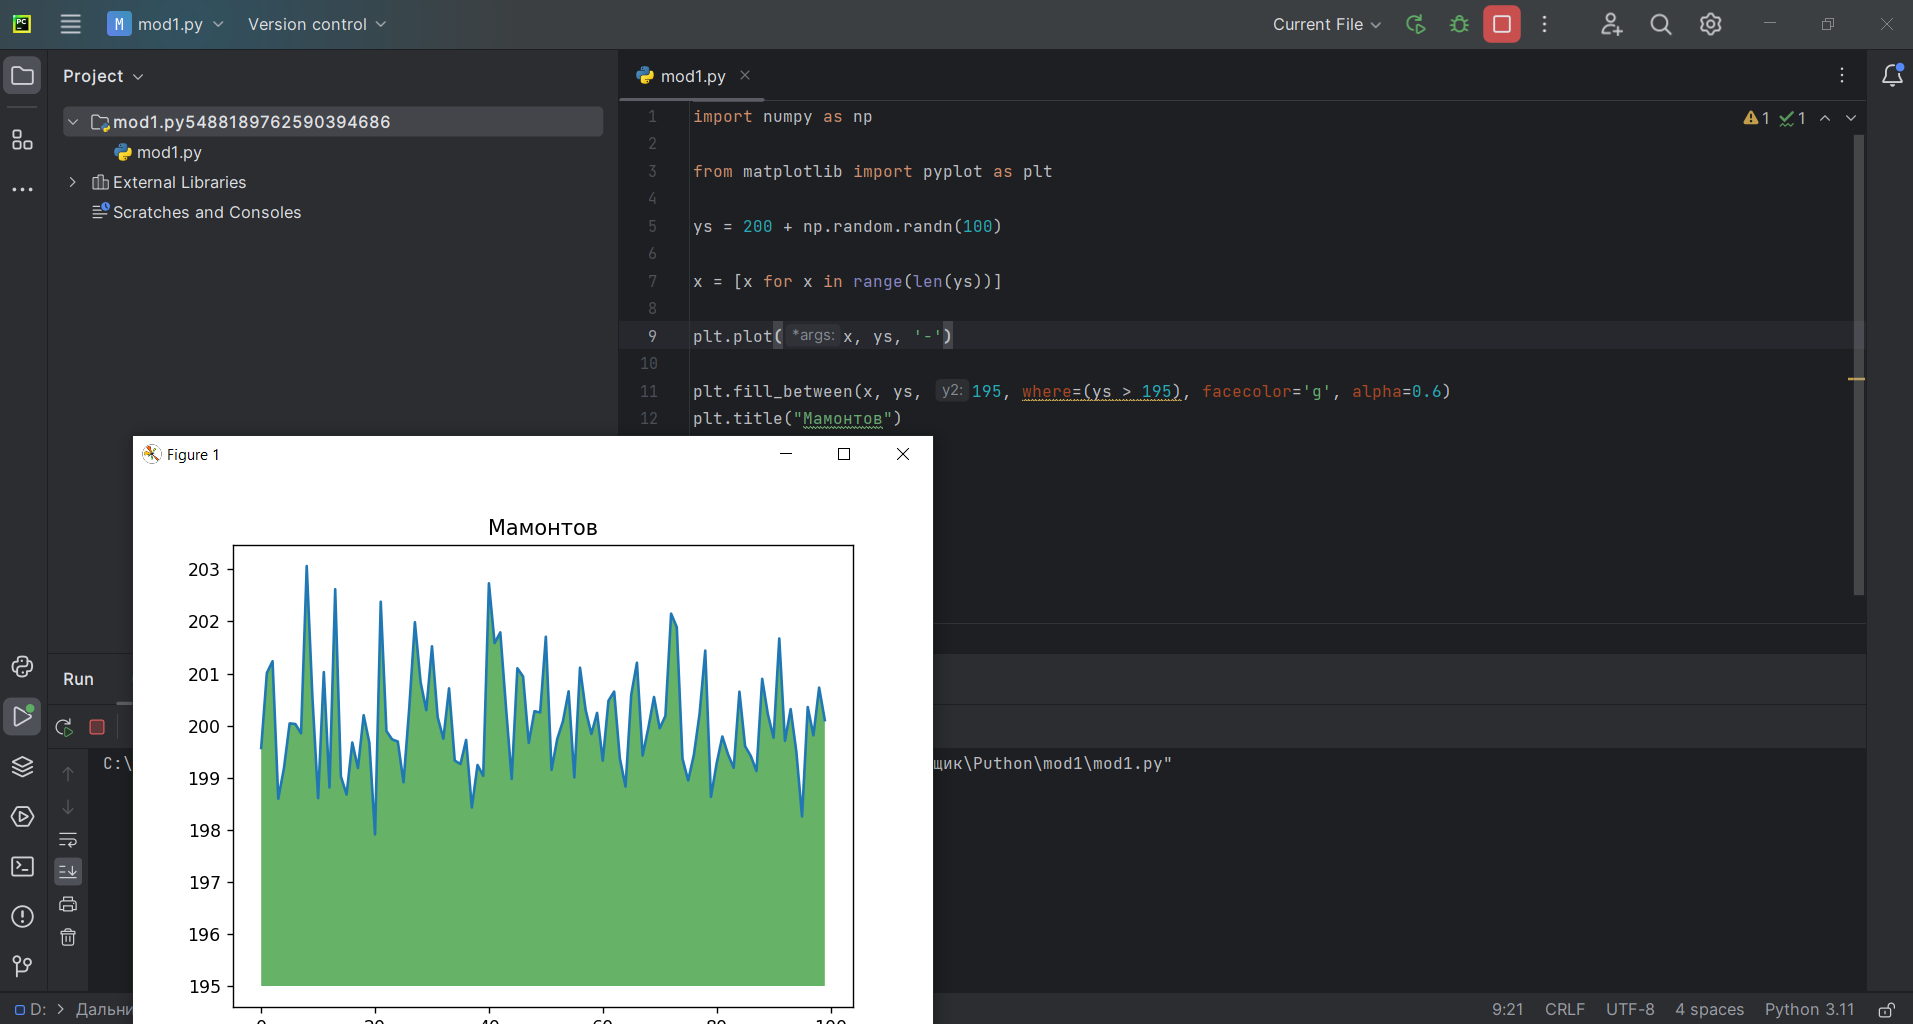 PC M mod1.py Version control Current File
Project
mod1.py5488189762590394686
mod1.py
External Libraries
Scratches and Consoles
mod1.py
1 import numpy as np
2
3 from matplotlib import pyplot as plt
4
5 ys = 200 + np.random.randn(100)
6
7 x = [x for x in range(len(ys))]
8
9 plt.plot( *args: x, ys, '-')
10
11 plt.fill_between(x, ys, y2: 195, where=(ys > 195), facecolor='g', alpha=0.6)
12 plt.title("Мамонтов")
1 1
Figure 1
Мамонтов
203
202
201
200
199
198
197
196
195
0 20 40 60 80 100
Run
C:\
щик\Puthon\mod1\mod1.py"
D: > Дальни
9:21 CRLF UTF-8 4 spaces Python 3.11